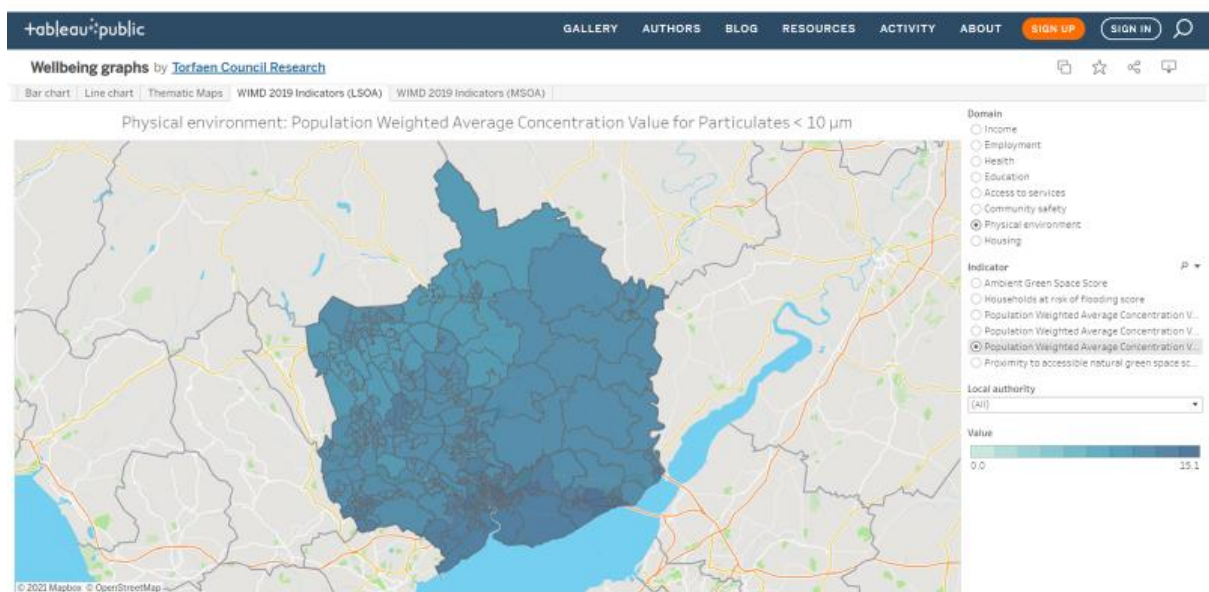 +ableau public
GALLERY AUTHORS BLOG RESOURCES ACTIVITY ABOUT SIGN UP SIGN IN
Wellbeing graphs by Torfaen Council Research
Bar chart Line chart Thematic Maps WIMD 2019 Indicators (LSOA) WIMD 2019 Indicators (MSOA)
Physical environment: Population Weighted Average Concentration Value for Particulates < 10 µm
Domain
Income
Employment
Health
Education
Access to services
Community safety
Physical environment
Housing
Indicator
Ambient Green Space Score
Households at risk of flooding score
Population Weighted Average Concentration V...
Population Weighted Average Concentration V...
Population Weighted Average Concentration V...
Proximity to accessible natural green space sc...
Local authority
(All)
Value
0.0 15.1
© 2021 Mapbox © OpenStreetMap